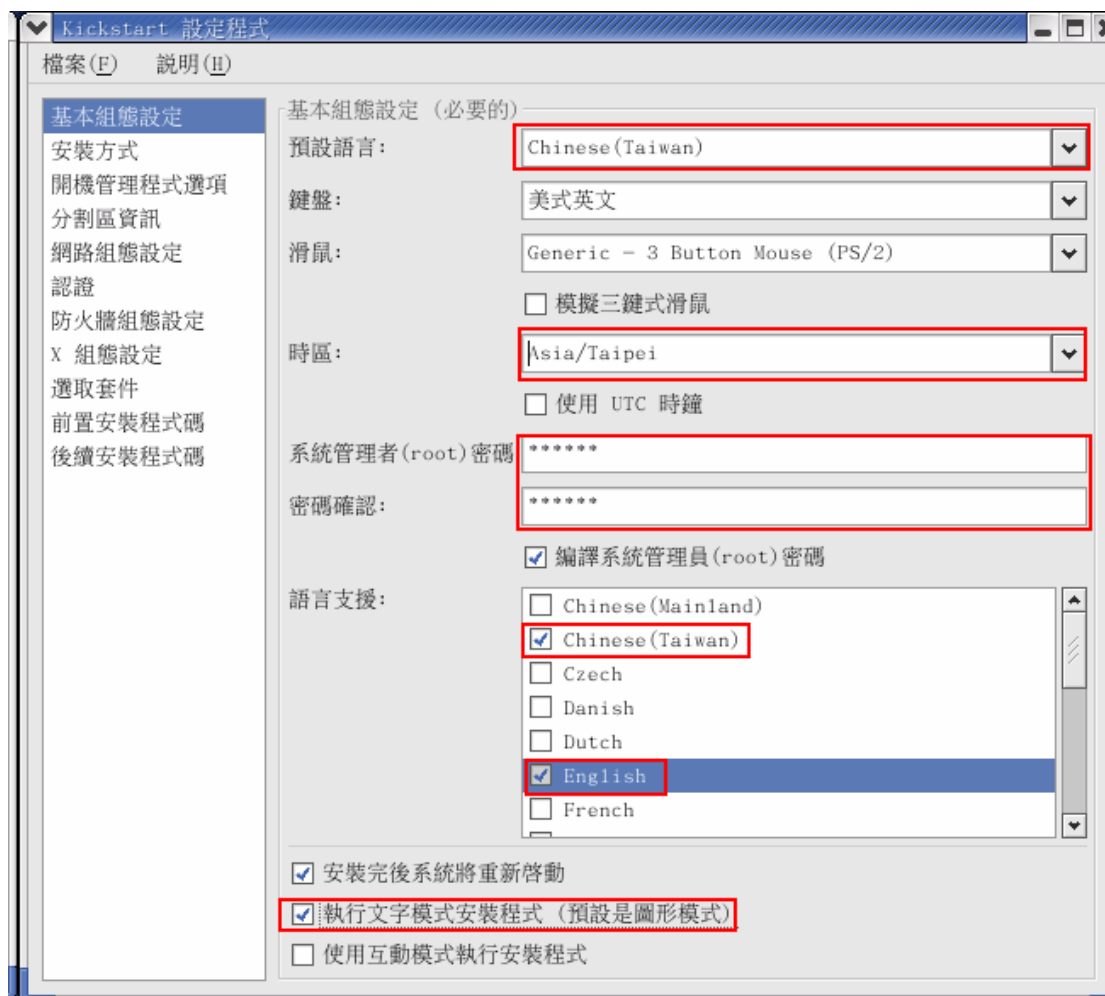 Kickstart 設定程式
檔案(F) 説明(H)
基本組態設定
安裝方式
開機管理程式選項
分割區資訊
網路組態設定
認證
防火牆組態設定
X 組態設定
選取套件
前置安裝程式碼
後續安裝程式碼
基本組態設定 (必要的)
預設語言: Chinese(Taiwan)
鍵盤: 美式英文
滑鼠: Generic - 3 Button Mouse (PS/2)
模擬三鍵式滑鼠
時區: Asia/Taipei
使用 UTC 時鐘
系統管理者(root)密碼 ******
密碼確認: ******
編譯系統管理員(root)密碼
語言支援:
Chinese(Mainland)
Chinese(Taiwan)
Czech
Danish
Dutch
English
French
安裝完後系統將重新啓動
執行文字模式安裝程式 (預設是圖形模式)
使用互動模式執行安裝程式